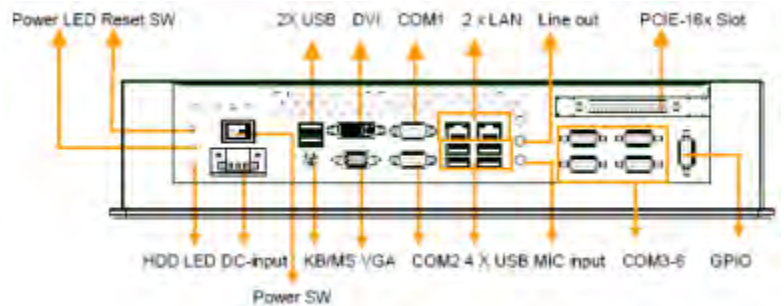 Power LED Reset SW 2X USB DVI COM1 2 x LAN Line out PCIE-16x Slot
HDD LED DC-input KB/MS VGA COM2 4 X USB MIC input COM3-6 GPIO
Power SW